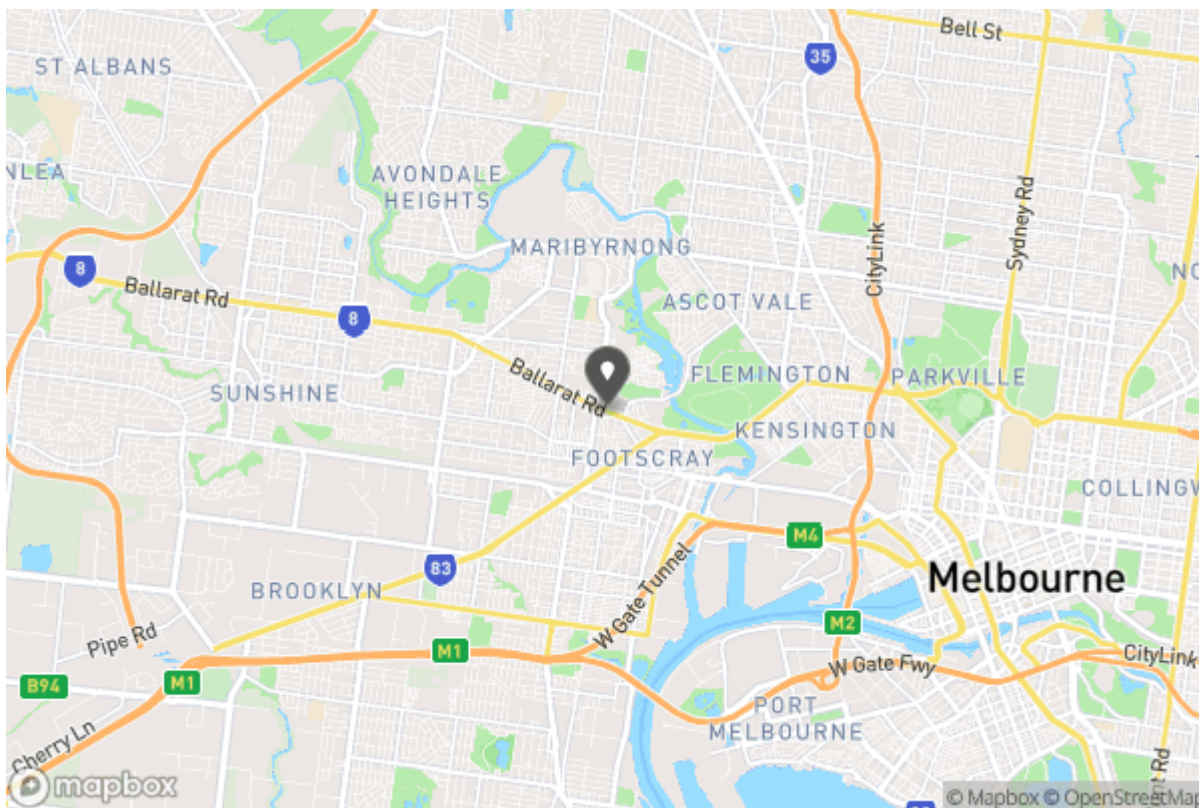 Bell St
35
ST ALBANS
NLEA
AVONDALE
HEIGHTS
Sydney Rd
CityLink
MARIBYRNONG
NO
8
Ballarat Rd
8
ASCOT VALE
SUNSHINE
Ballarat Rd
FLEMINGTON
PARKVILLE
KENSINGTON
FOOTSCRAY
COLLINGW
M4
83
BROOKLYN
W Gate Tunnel
Melbourne
Pipe Rd
M2
M1
CityLink
B94
M1
W Gate Fwy
PORT
MELBOURNE
Cherry Ln
nt Rd
mapbox
© Mapbox © OpenStreetMap